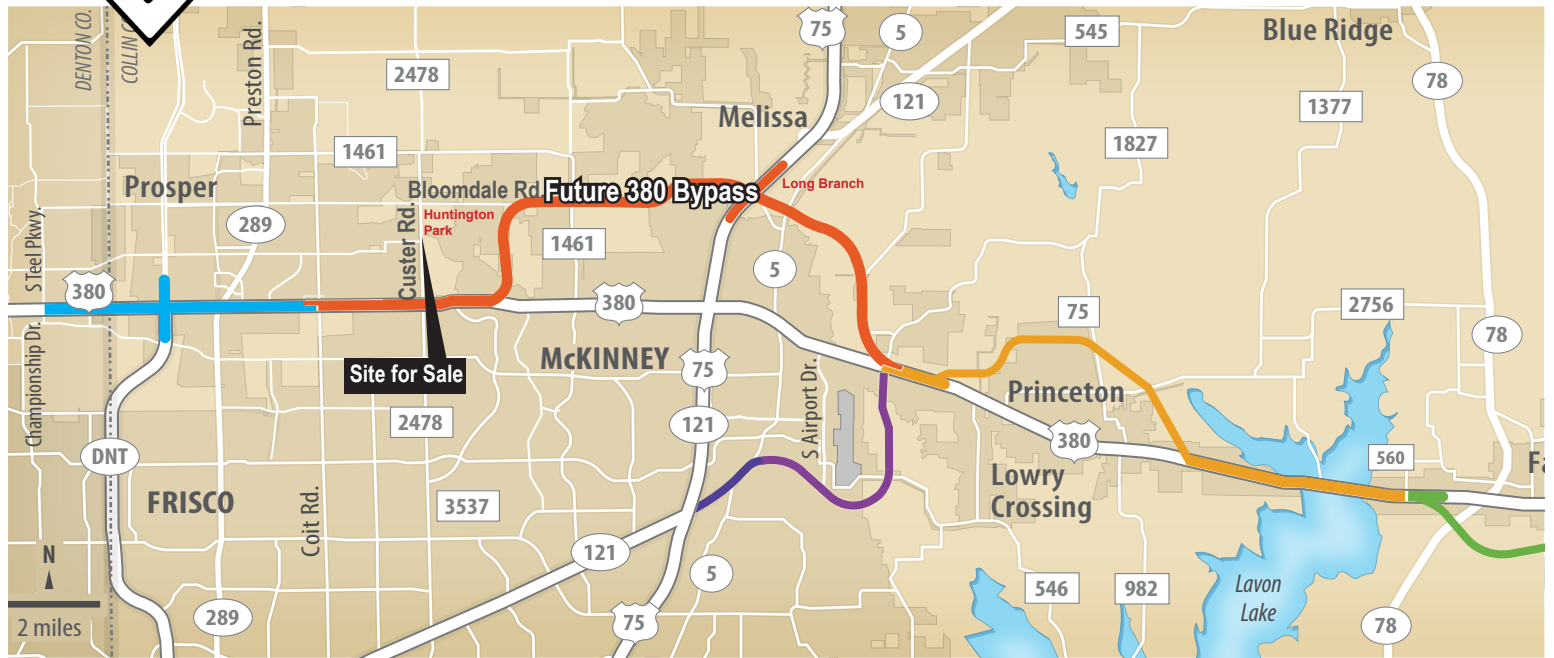 DENTON CO.
COLLIN C
Preston Rd.
2478
75
5
545
Blue Ridge
78
121
1377
Melissa
1827
1461
Prosper
Bloomdale Rd.
Future 380 Bypass
Long Branch
Huntington
Park
Custer Rd.
289
1461
S Teel Pkwy.
5
380
380
75
2756
78
Site for Sale
McKINNEY
75
S Airport Dr.
Princeton
Championship Dr.
2478
121
380
DNT
560
Fa
FRISCO
Coit Rd.
3537
Lowry
Crossing
121
N
5
546
982
Lavon
Lake
2 miles
289
75
78